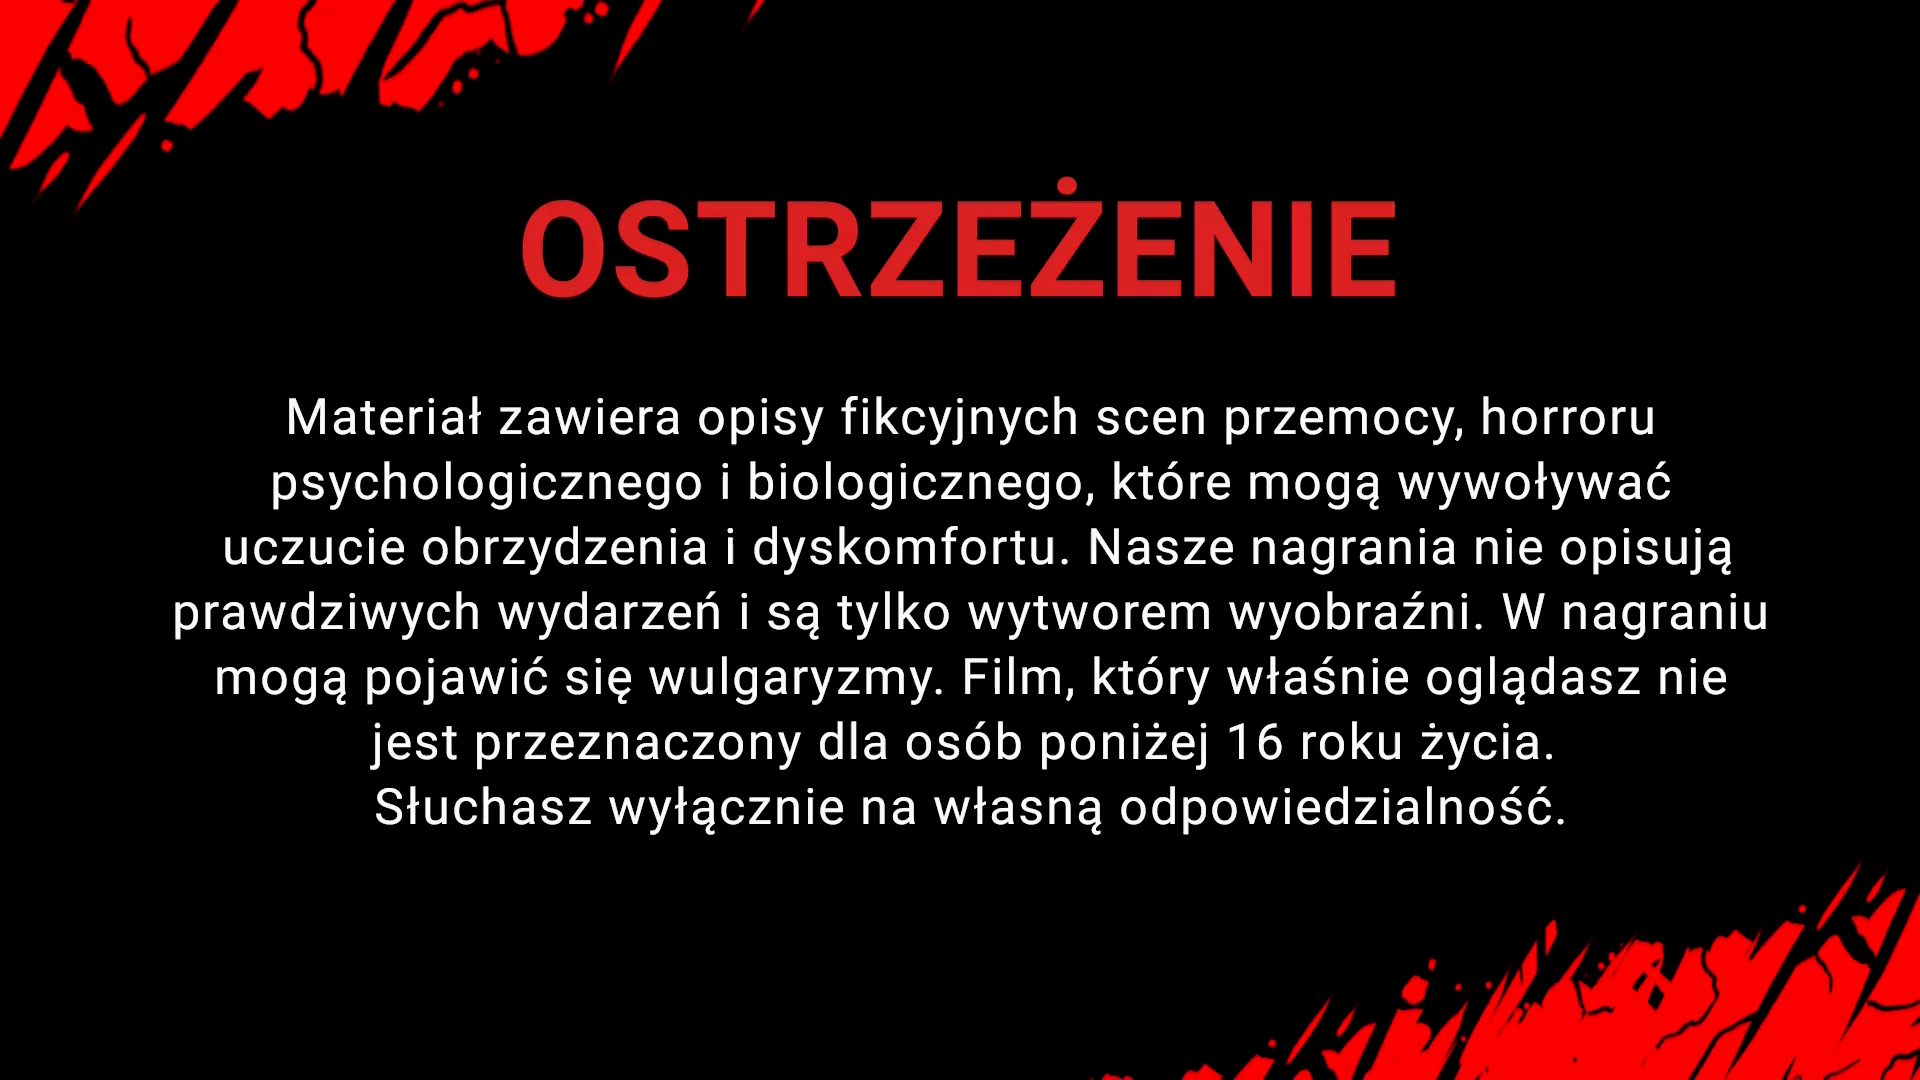 OSTRZEŻENIE
Materiał zawiera opisy fikcyjnych scen przemocy, horroru
psychologicznego i biologicznego, które mogą wywoływać
uczucie obrzydzenia i dyskomfortu. Nasze nagrania nie opisują
prawdziwych wydarzeń i są tylko wytworem wyobraźni. W nagraniu
mogą pojawić się wulgaryzmy. Film, który właśnie oglądasz nie
jest przeznaczony dla osób poniżej 16 roku życia.
Słuchasz wyłącznie na własną odpowiedzialność.